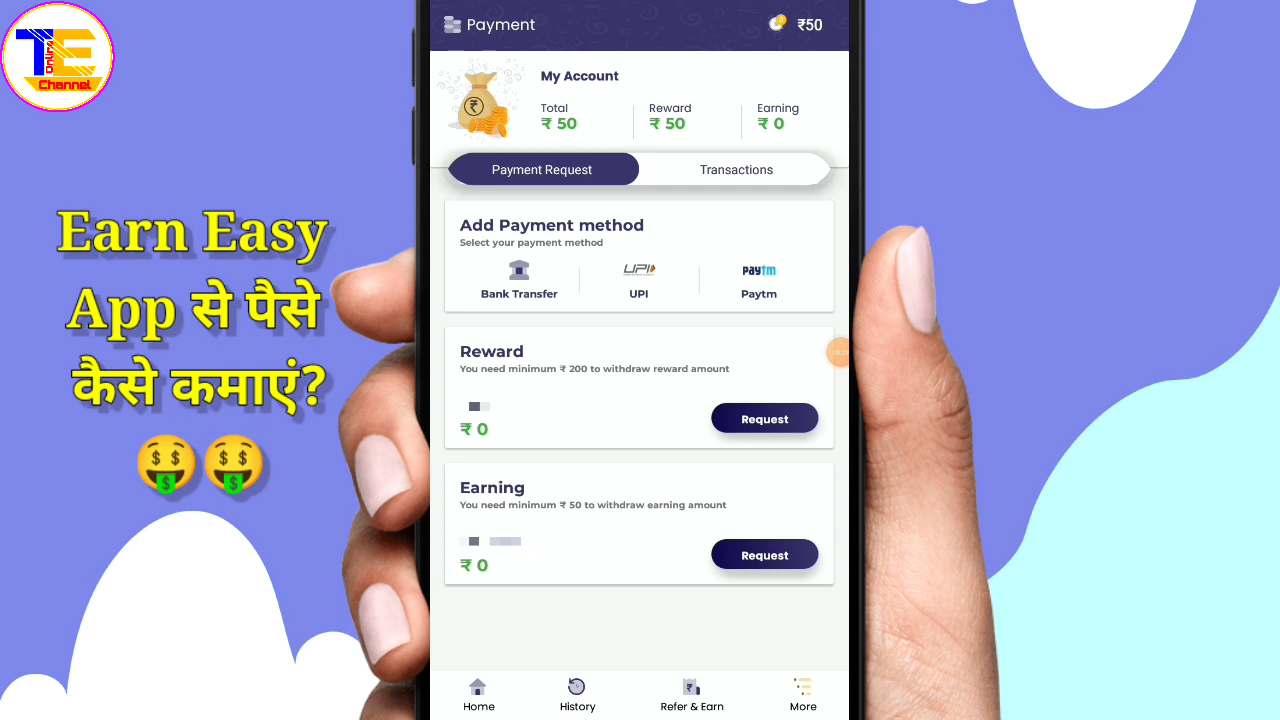 TE
Online
Channel
Earn Easy
App से पैसे
कैसे कमाएं?
Payment
₹50
My Account
Total
Reward
Earning
₹ 50
₹ 50
₹ 0
Payment Request
Transactions
Add Payment method
Select your payment method
UPI
Paytm
Bank Transfer
UPI
Paytm
Reward
You need minimum ₹ 200 to withdraw reward amount
₹ 0
Request
Earning
You need minimum ₹ 50 to withdraw earning amount
₹ 0
Request
Home
History
Refer & Earn
More